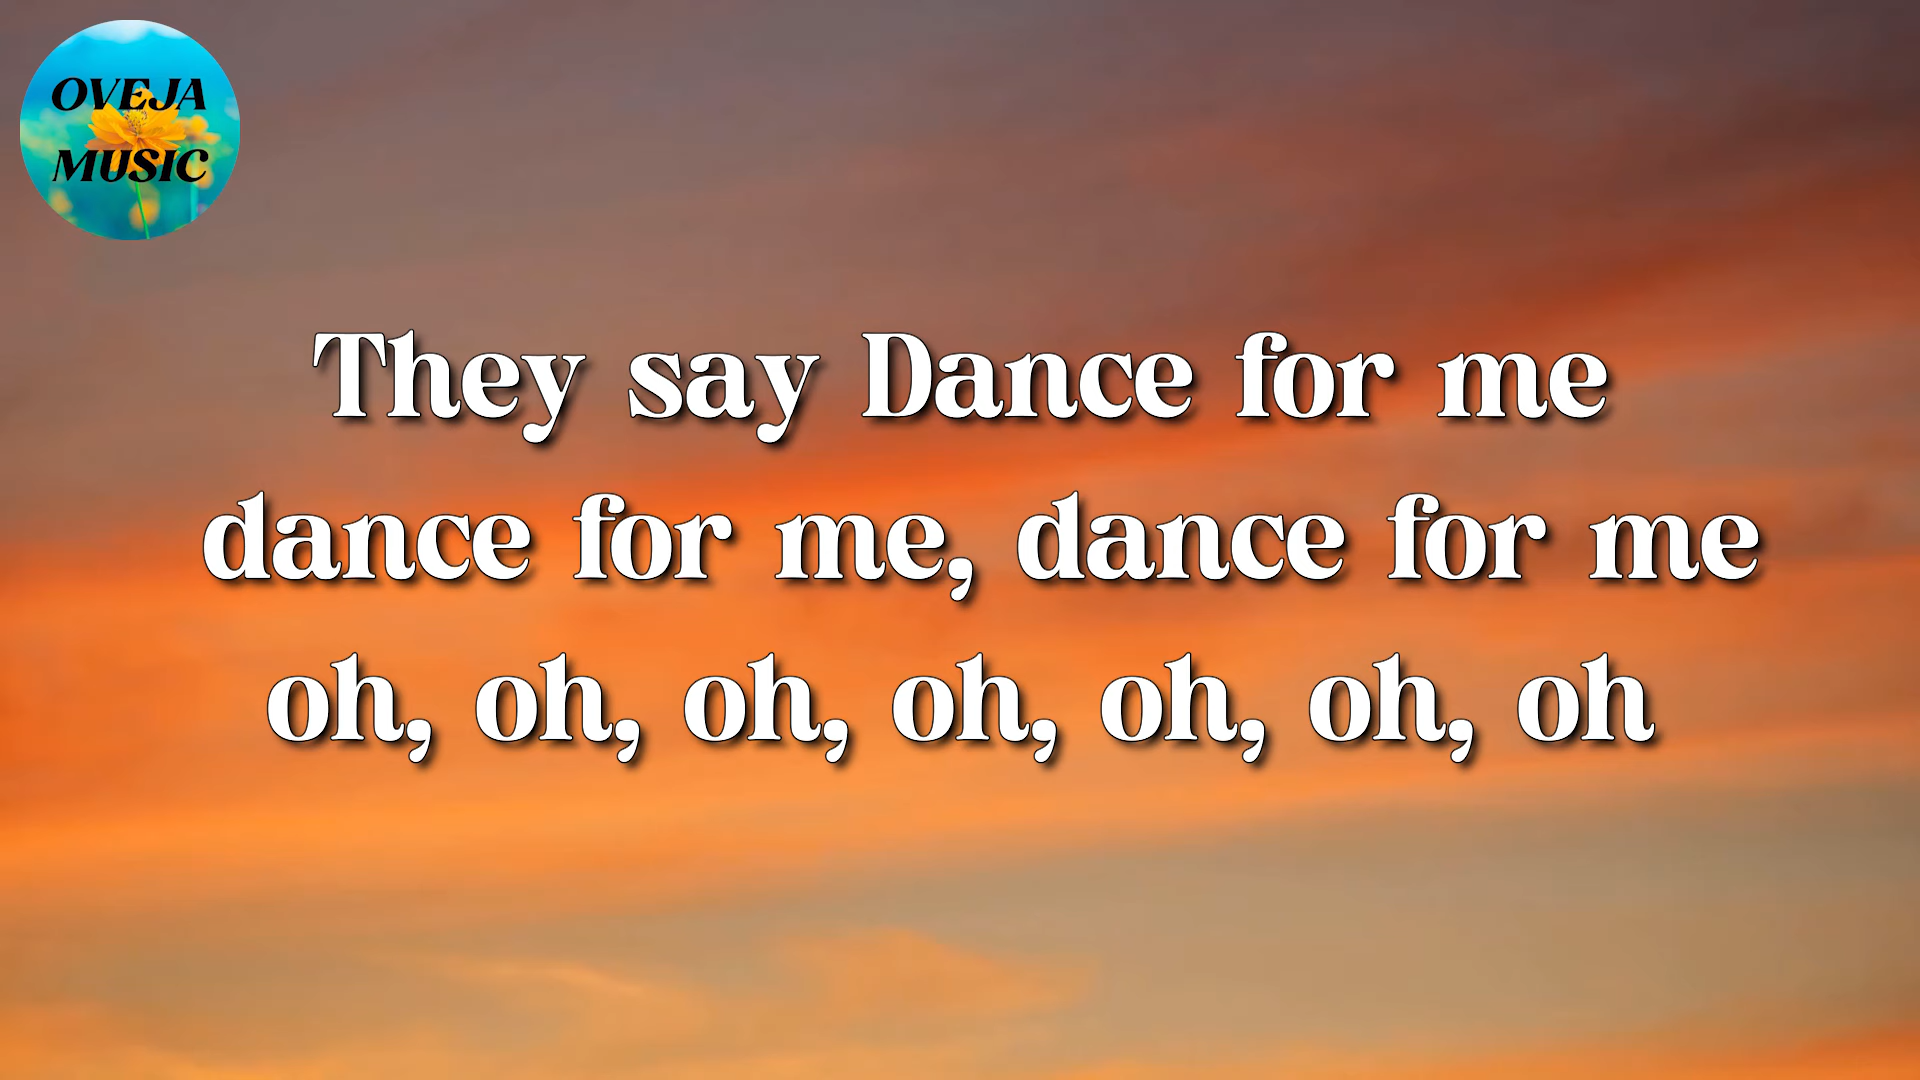 OVEJA
MUSIC
They say Dance for me
dance for me, dance for me
oh, oh, oh, oh, oh, oh, oh